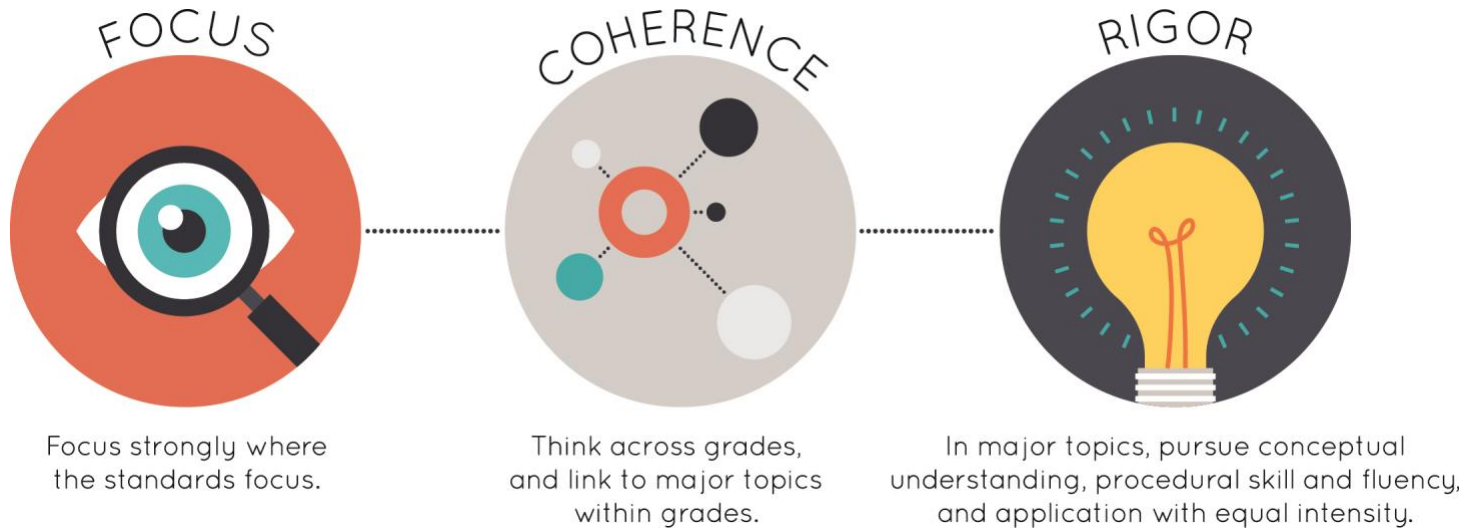 FOCUS
Focus strongly where
the standards focus.
COHERENCE
Think across grades,
and link to major topics
within grades.
RIGOR
In major topics, pursue conceptual
understanding, procedural skill and fluency,
and application with equal intensity.